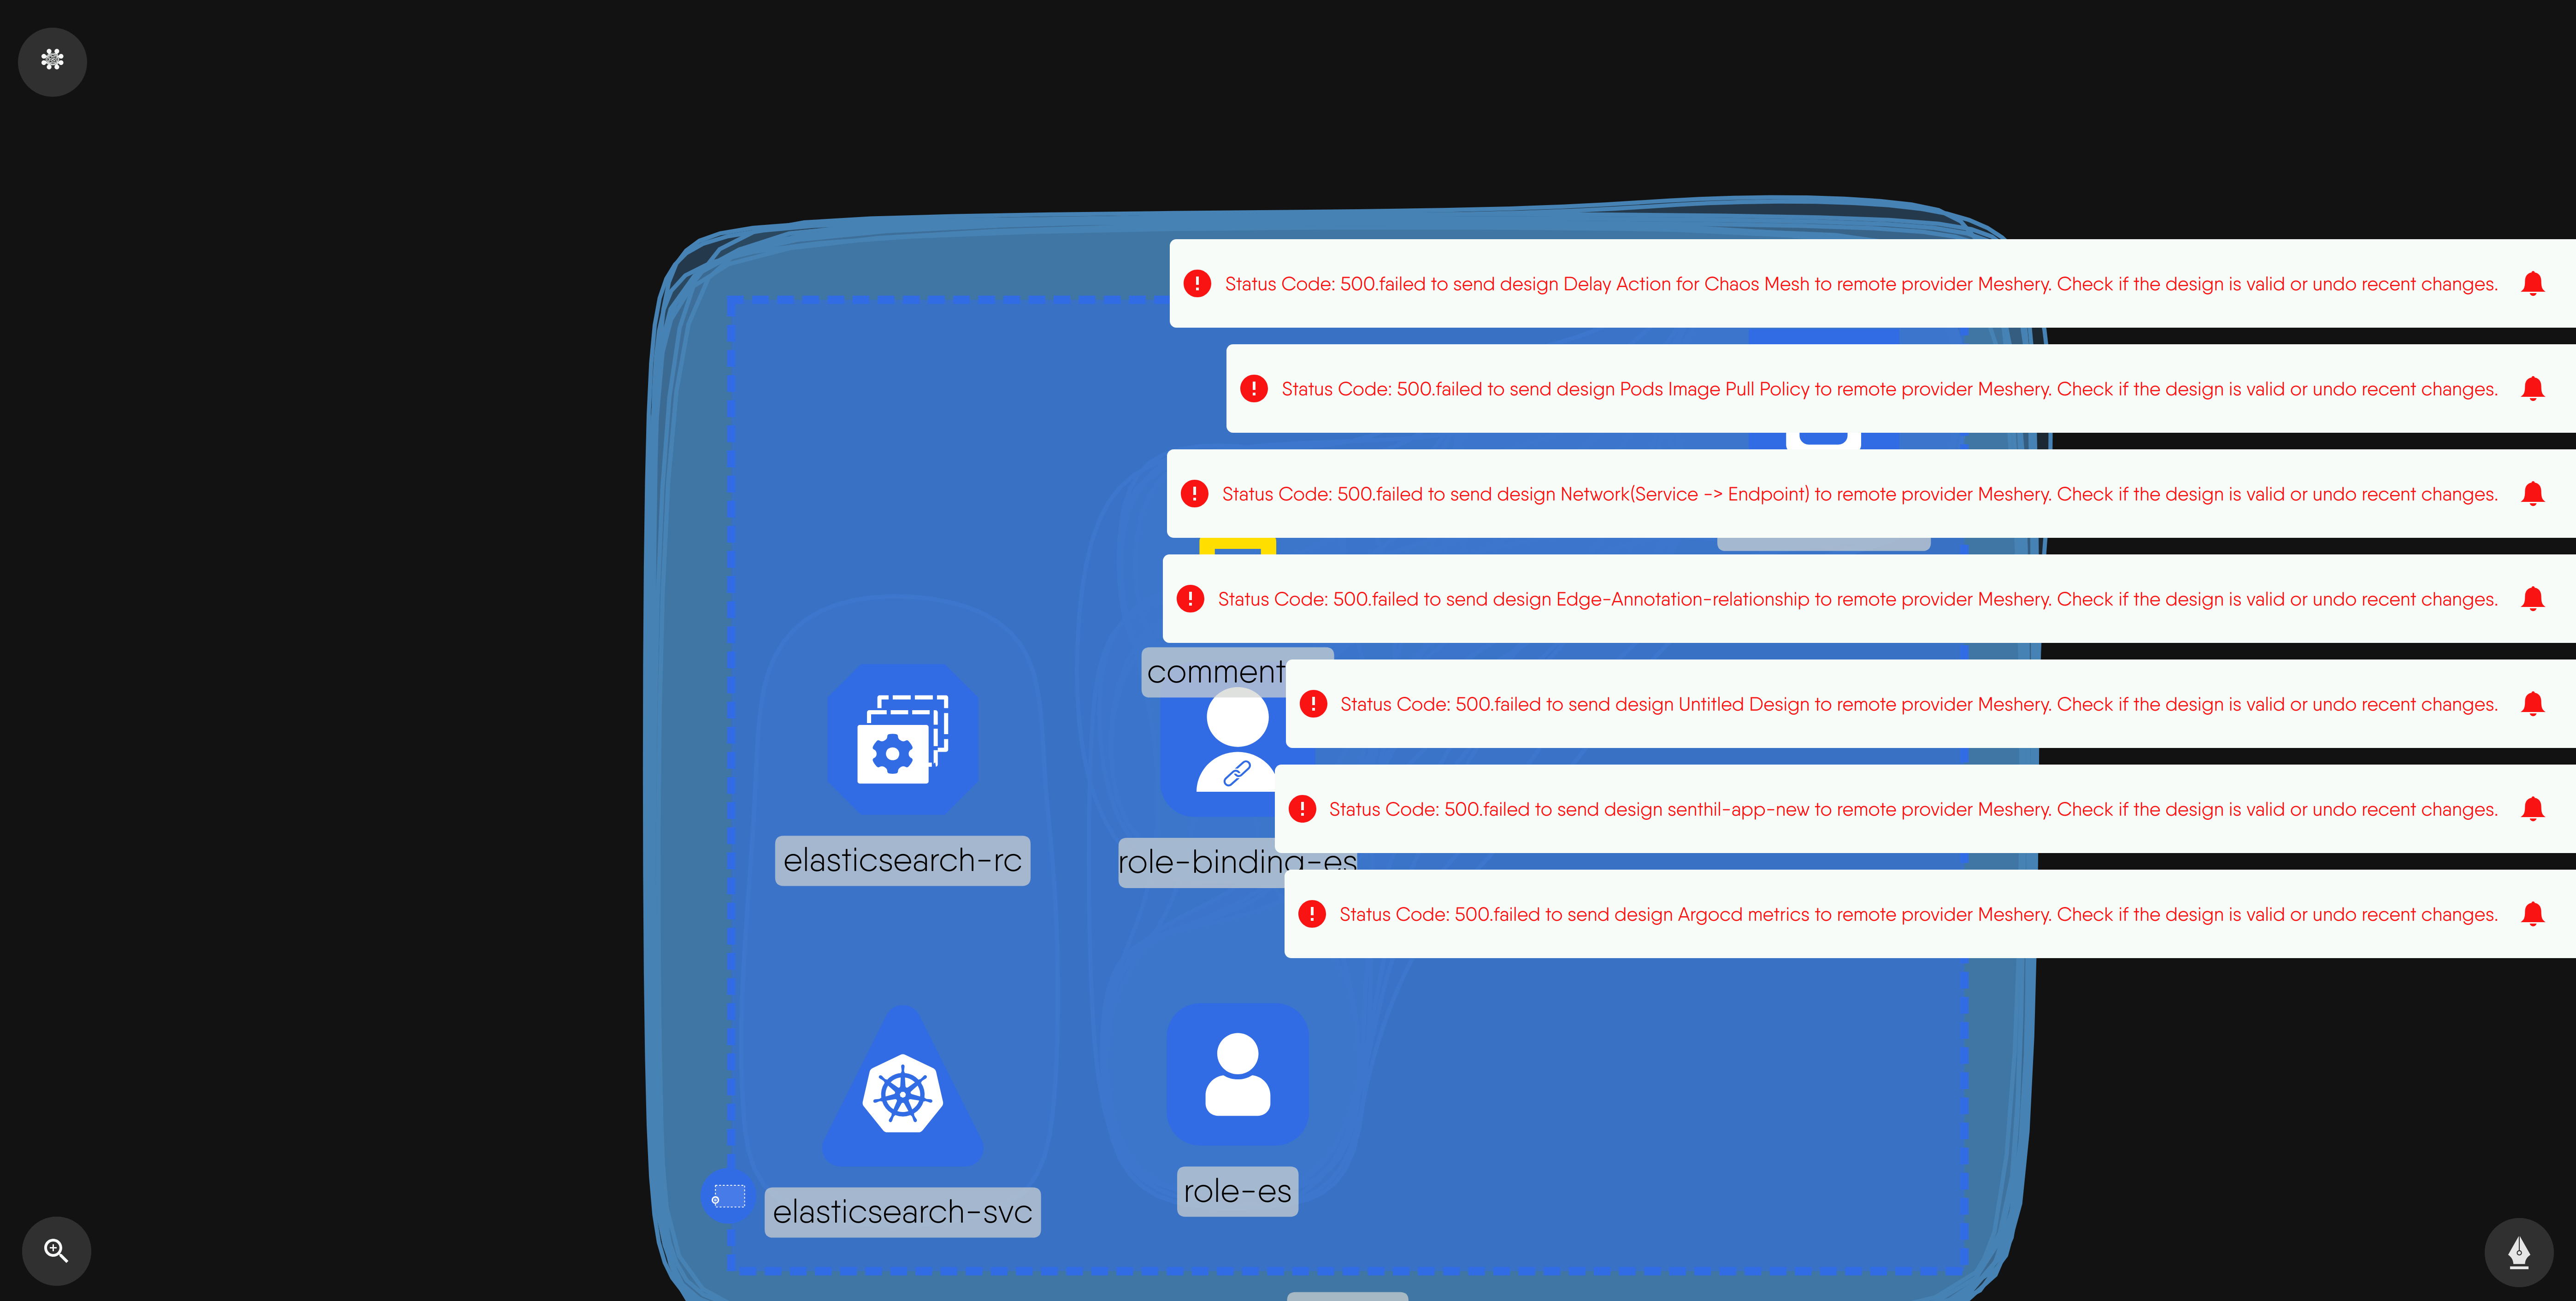 Status Code: 500.failed to send design Delay Action for Chaos Mesh to remote provider Meshery. Check if the design is valid or undo recent changes.
Status Code: 500.failed to send design Pods Image Pull Policy to remote provider Meshery. Check if the design is valid or undo recent changes.
Status Code: 500.failed to send design Network(Service -> Endpoint) to remote provider Meshery. Check if the design is valid or undo recent changes.
Status Code: 500.failed to send design Edge-Annotation-relationship to remote provider Meshery. Check if the design is valid or undo recent changes.
comment
Status Code: 500.failed to send design Untitled Design to remote provider Meshery. Check if the design is valid or undo recent changes.
Status Code: 500.failed to send design senthil-app-new to remote provider Meshery. Check if the design is valid or undo recent changes.
elasticsearch-rc
role-binding-es
Status Code: 500.failed to send design Argocd metrics to remote provider Meshery. Check if the design is valid or undo recent changes.
role-es
elasticsearch-svc